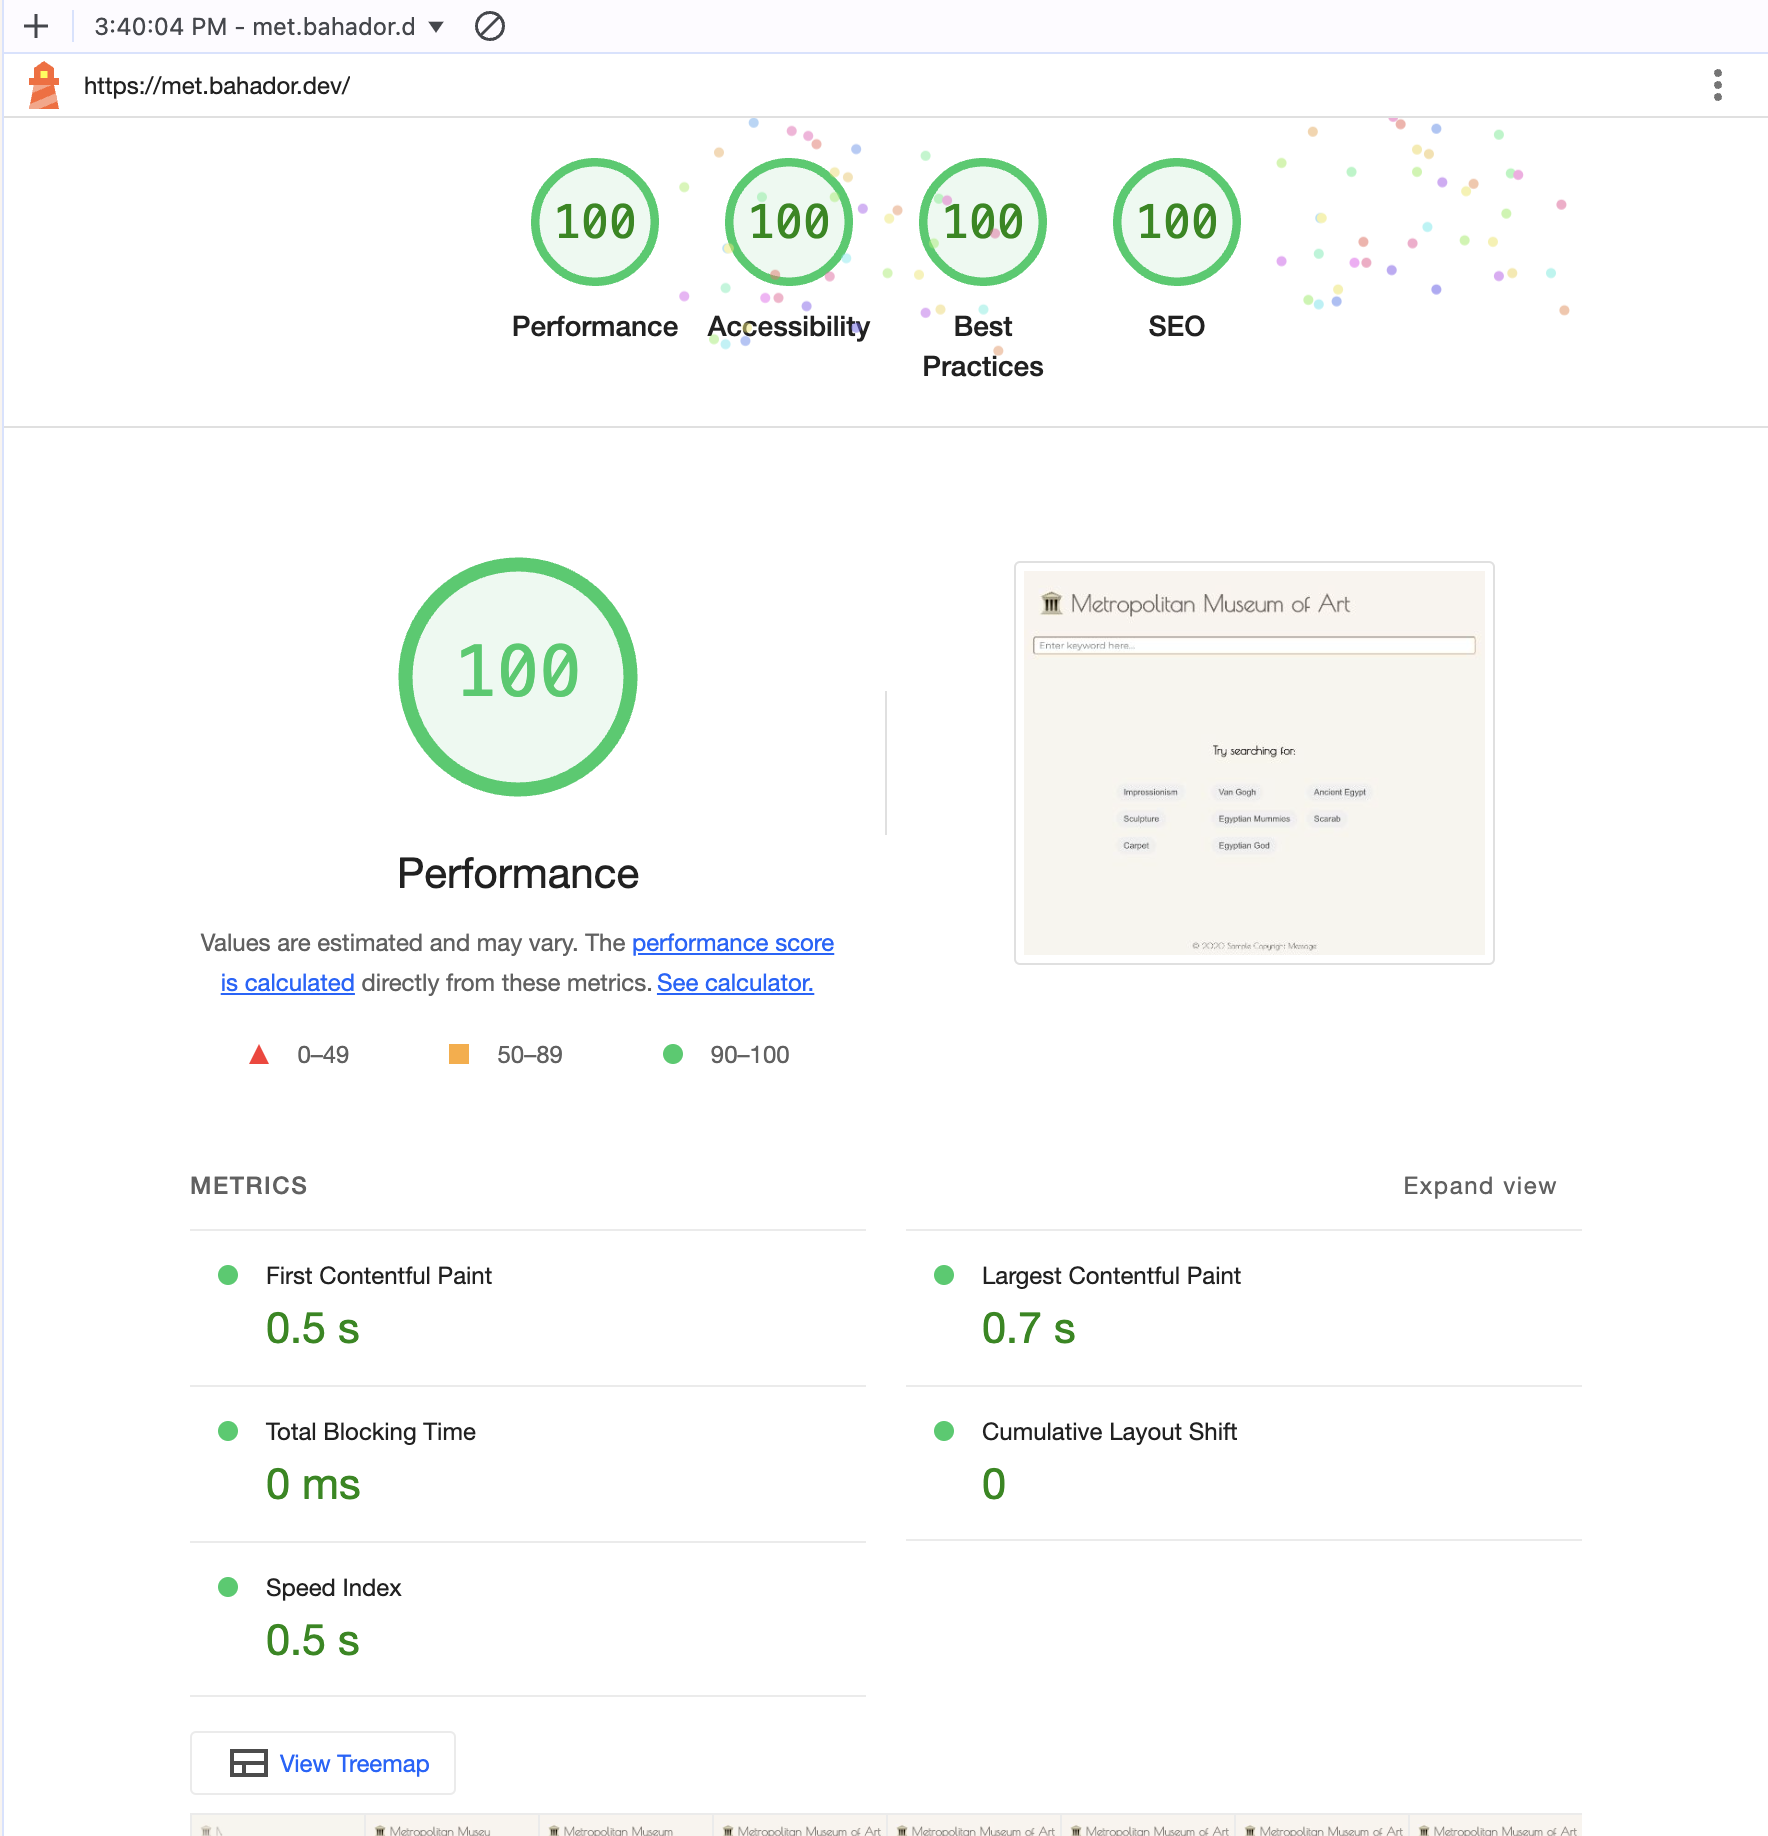 3:40:04 PM - met.bahador.d
https://met.bahador.dev/
100
100
100
100
Performance
Accessibility
Best
Practices
SEO
100
Performance
Values are estimated and may vary. The performance score
is calculated directly from these metrics. See calculator.
0–49
50–89
90–100
Metropolitan Museum of Art
Enter keyword here...
Try searching for:
Impressionism
Van Gogh
Ancient Egypt
Sculpture
Egyptian Mummies
Scarab
Carpet
Egyptian God
© 2020 Sample Copyright Message
METRICS
Expand view
First Contentful Paint
0.5 s
Largest Contentful Paint
0.7 s
Total Blocking Time
0 ms
Cumulative Layout Shift
0
Speed Index
0.5 s
View Treemap
Metropolitan Museu
Metropolitan Museum
Metropolitan Museum of Art
Metropolitan Museum of Art
Metropolitan Museum of Art
Metropolitan Museum of Art
Metropolitan Museum of Art